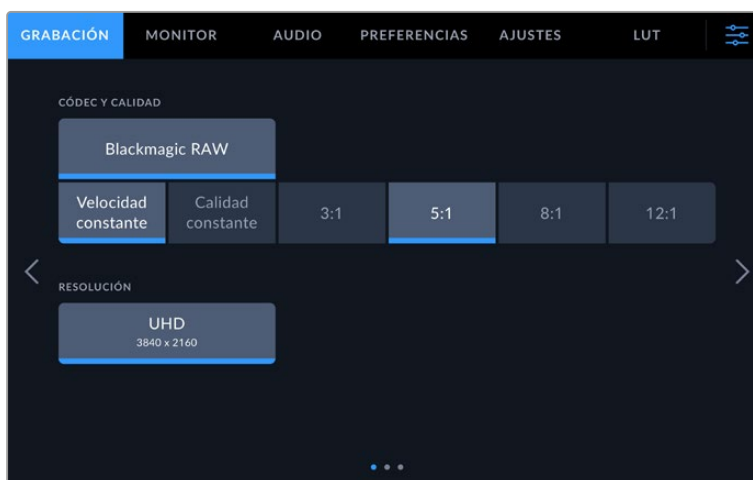 GRABACIÓN MONITOR AUDIO PREFERENCIAS AJUSTES LUT
CÓDEC Y CALIDAD
Blackmagic RAW
Velocidad constante Calidad constante 3:1 5:1 8:1 12:1
RESOLUCIÓN
UHD
3840 x 2160